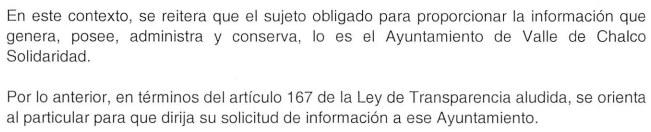 En este contexto, se reitera que el sujeto obligado para proporcionar la información que
genera, posee, administra y conserva, lo es el Ayuntamiento de Valle de Chalco
Solidaridad.
Por lo anterior, en términos del artículo 167 de la Ley de Transparencia aludida, se orienta
al particular para que dirija su solicitud de información a ese Ayuntamiento.